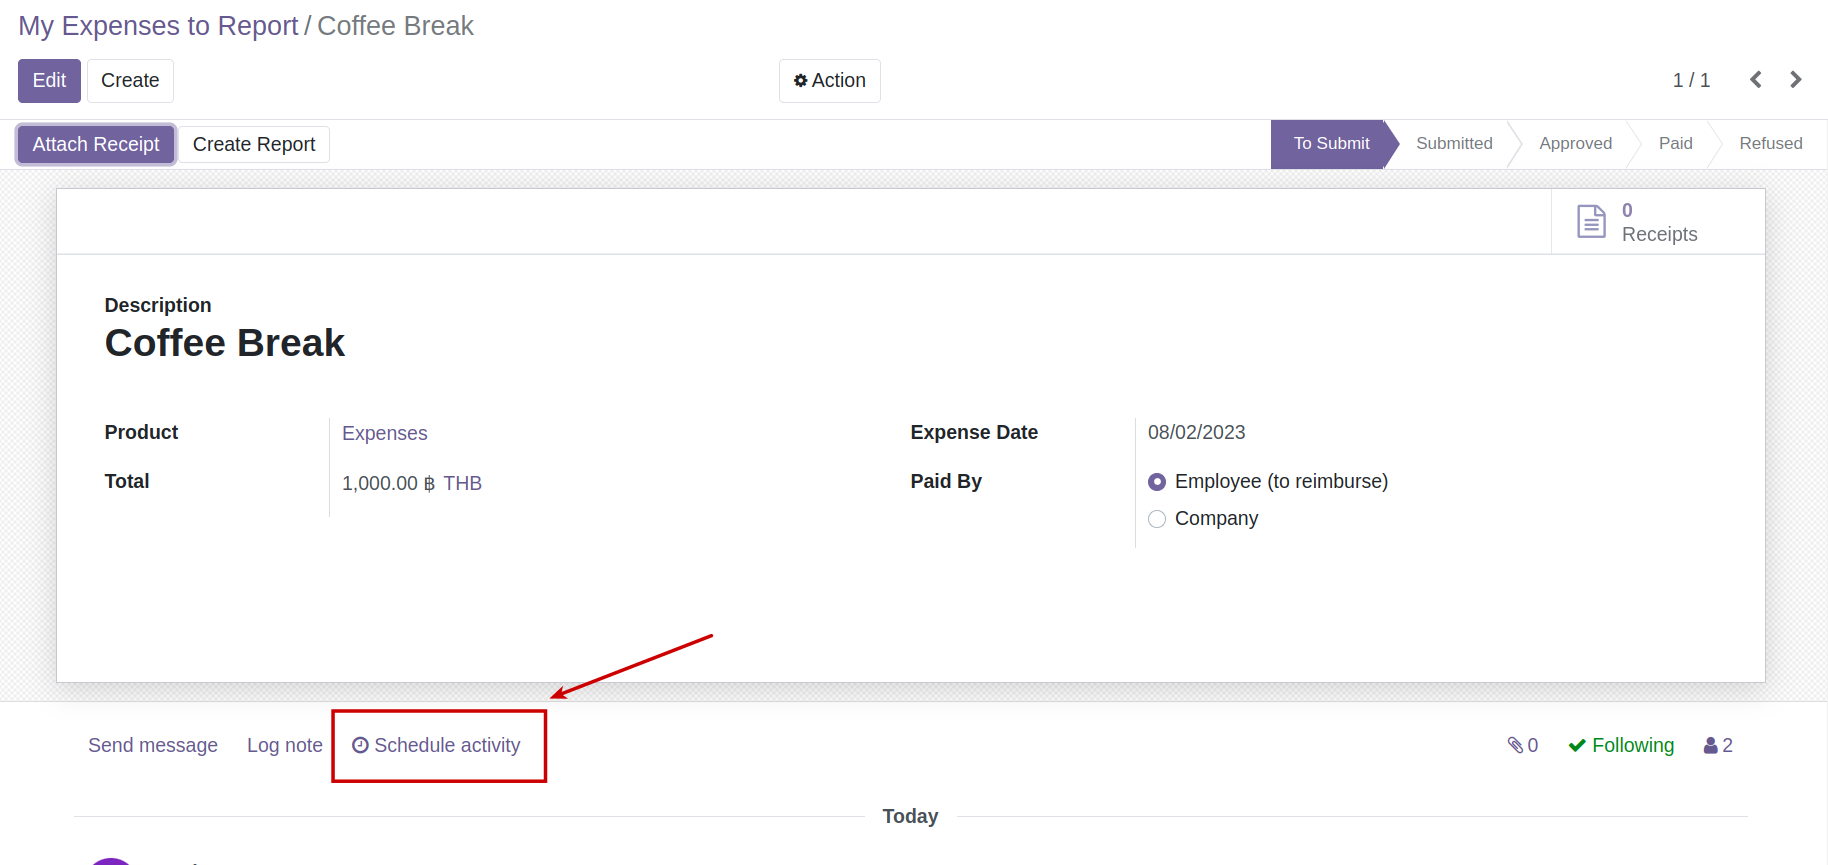 My Expenses to Report / Coffee Break
Edit Create Action 1 / 1
Attach Receipt Create Report To Submit Submitted Approved Paid Refused
0
Receipts
Description
Coffee Break
Product Expenses Expense Date 08/02/2023
Total 1,000.00 ฿ THB Paid By Employee (to reimburse)
Company
Send message Log note Schedule activity 0 Following 2
Today